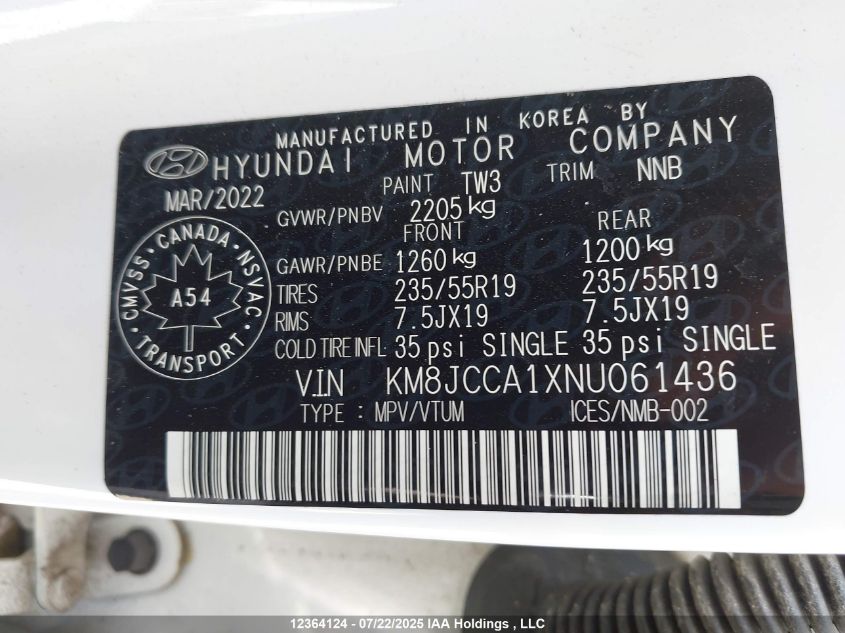 MANUFACTURED IN KOREA BY
HYUNDAI MOTOR COMPANY
MAR/2022 PAINT TW3 TRIM NNB
GVWR/PNBV 2205 kg
FRONT REAR
GAWR/PNBE 1260 kg 1200 kg
TIRES 235/55R19 235/55R19
RIMS 7.5JX19 7.5JX19
COLD TIRE INFL 35 psi SINGLE 35 psi SINGLE
CMVSS • CANADA • NSVAC
A54
TRANSPORT
VIN KM8JCCA1XNU061436
TYPE : MPV/VTUM ICES/NMB-002
12364124 - 07/22/2025 IAA Holdings , LLC